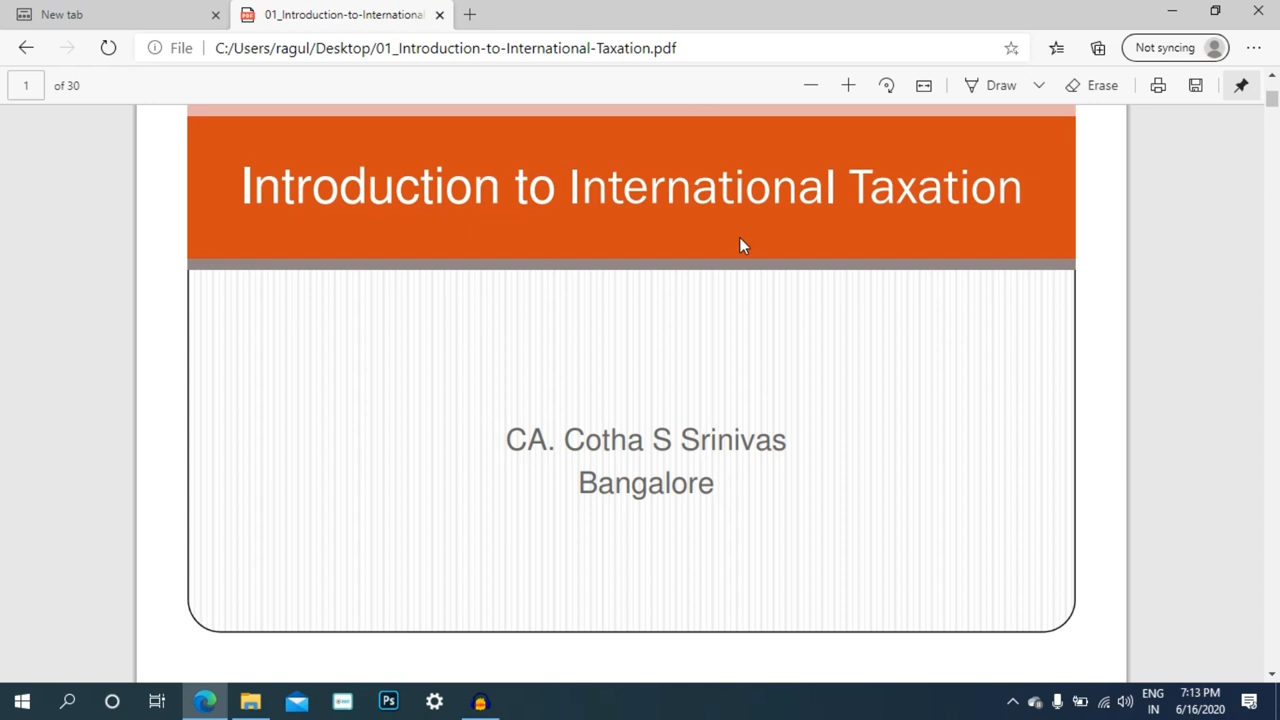 New tab
01_Introduction-to-International
File
C:/Users/ragul/Desktop/01_Introduction-to-International-Taxation.pdf
Not syncing
1 of 30
Draw
Erase
Introduction to International Taxation
CA. Cotha S Srinivas
Bangalore
Ps
ENG
IN
7:13 PM
6/16/2020